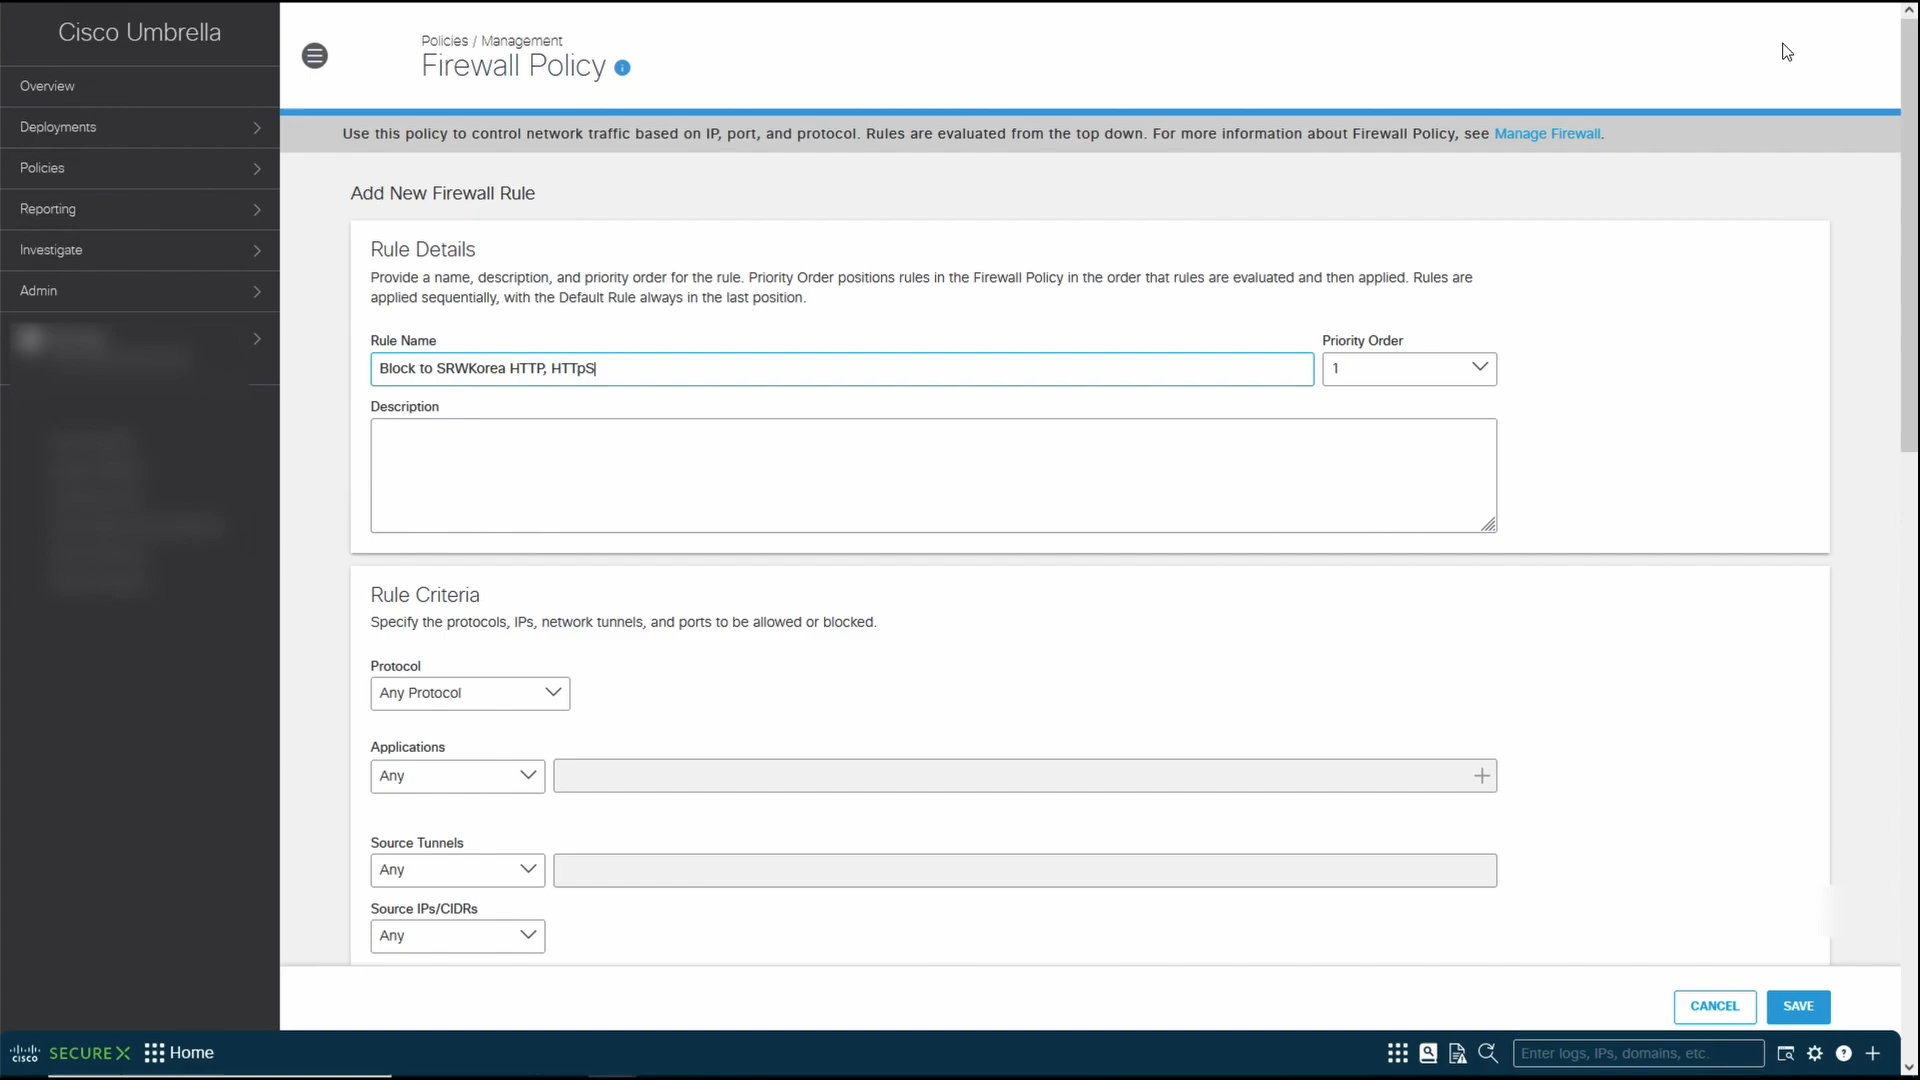 Cisco Umbrella
Overview
Deployments
Policies
Reporting
Investigate
Admin
Policies / Management
Firewall Policy
Use this policy to control network traffic based on IP, port, and protocol. Rules are evaluated from the top down. For more information about Firewall Policy, see Manage Firewall.
Add New Firewall Rule
Rule Details
Provide a name, description, and priority order for the rule. Priority Order positions rules in the Firewall Policy in the order that rules are evaluated and then applied. Rules are
applied sequentially, with the Default Rule always in the last position.
Rule Name
Priority Order
Block to SRWKorea HTTP, HTTpS
1
Description
Rule Criteria
Specify the protocols, IPs, network tunnels, and ports to be allowed or blocked.
Protocol
Any Protocol
Applications
Any
Source Tunnels
Any
Source IPs/CIDRs
Any
CANCEL
SAVE
cisco SECUREX Home
Enter logs, IPs, domains, etc.